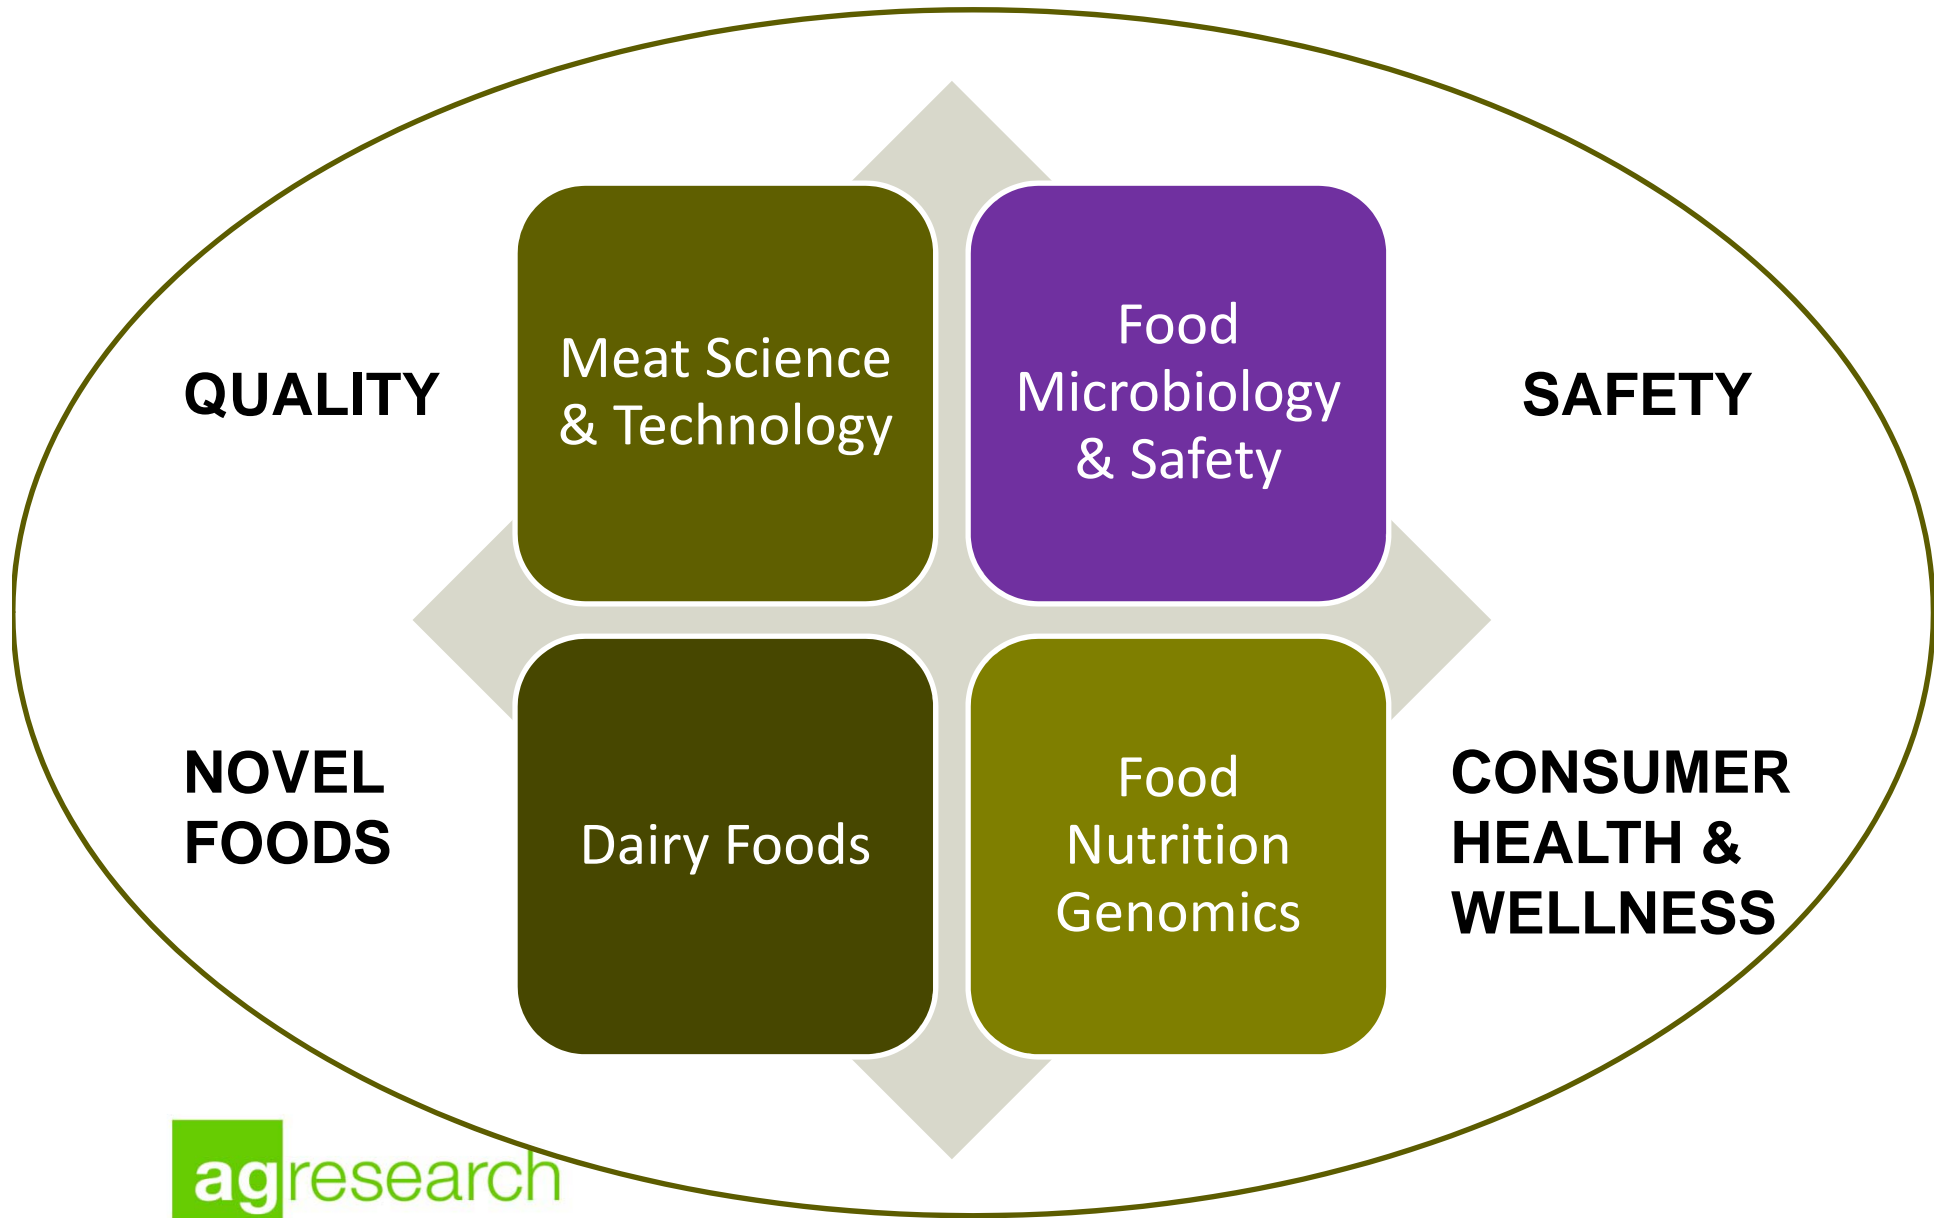 QUALITY
Meat Science
& Technology
Food
Microbiology
& Safety
SAFETY
NOVEL
FOODS
Dairy Foods
Food
Nutrition
Genomics
CONSUMER
HEALTH &
WELLNESS
agresearch